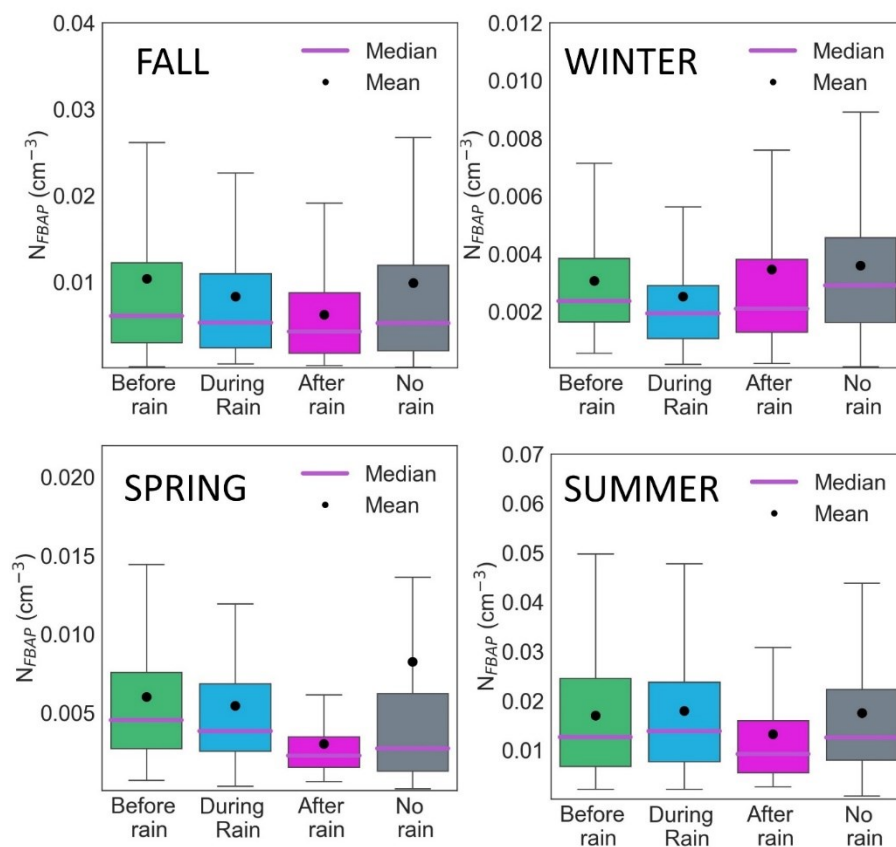 FALL
Median
Mean
0.04
0.03
0.02
0.01
N_FBAP (cm⁻³)
Before rain
During Rain
After rain
No rain
WINTER
Median
Mean
0.012
0.010
0.008
0.006
0.004
0.002
N_FBAP (cm⁻³)
Before rain
During Rain
After rain
No rain
SPRING
Median
Mean
0.020
0.015
0.010
0.005
N_FBAP (cm⁻³)
Before rain
During Rain
After rain
No rain
SUMMER
Median
Mean
0.07
0.06
0.05
0.04
0.03
0.02
0.01
N_FBAP (cm⁻³)
Before rain
During Rain
After rain
No rain